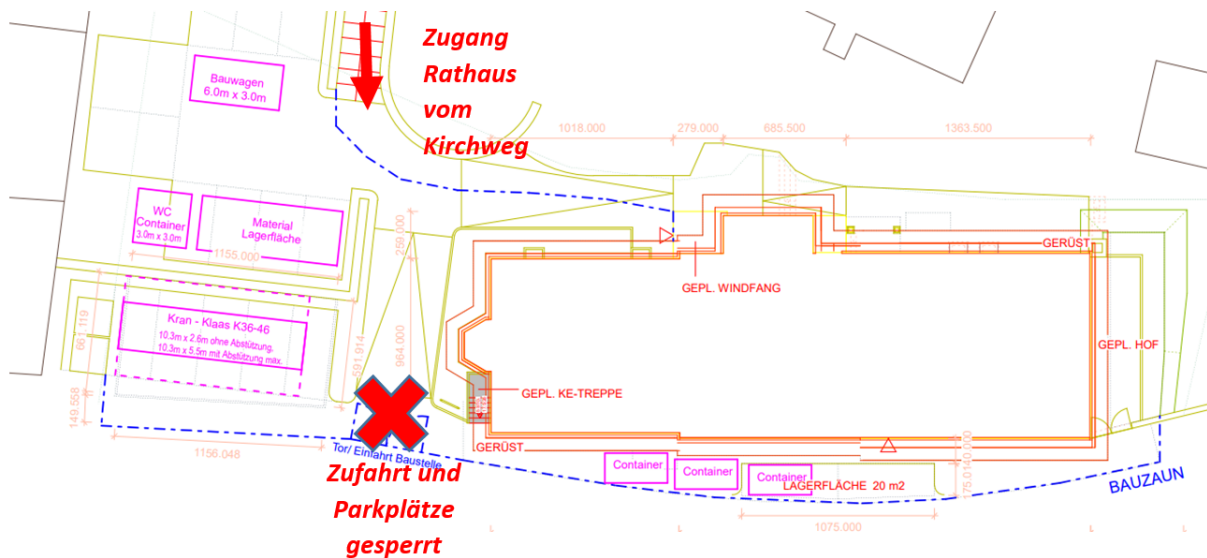 Zugang
Rathaus
vom
Kirchweg
Bauwagen
6.0m x 3.0m
1018.000
279.000
685.500
1363.500
WC
Container
3.0m x 3.0m
Material
Lagerfläche
1155.000
259.000
GERÜST
GEPL. WINDFANG
Kran - Klaas K36-46
10.3m x 2.6m ohne Abstützung,
10.3m x 5.5m mit Abstützung max.
661.119
591.914
964.000
GEPL. HOF
GEPL. KE-TREPPE
149.558
1156.048
Tor/ Einfahrt Baustelle
GERÜST
Zufahrt und
Parkplätze
gesperrt
Container
Container
Container
LAGERFLÄCHE 20 m2
175.0
140.000
1075.000
BAUZAUN
L
L
L
L